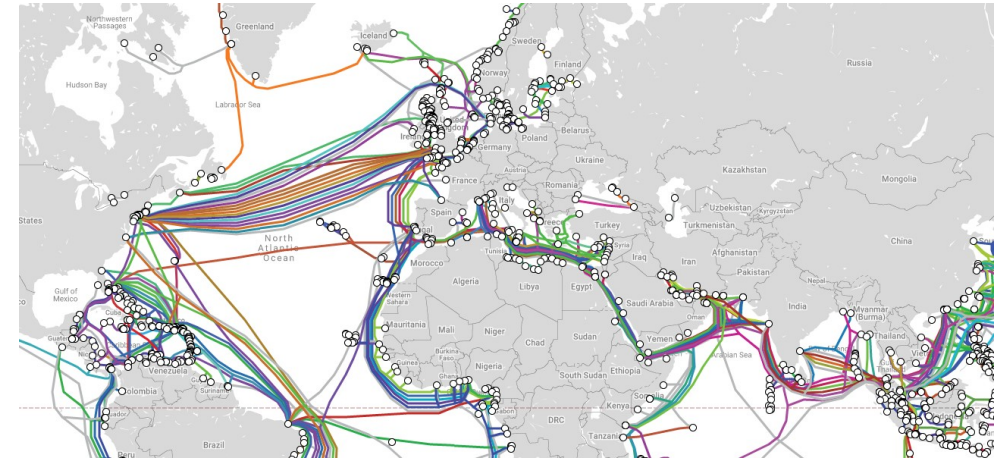 Northwestern
Passages
Greenland
Iceland
Sweden
Finland
Norway
Russia
Hudson Bay
Labrador Sea
Belarus
Poland
Germany
Ukraine
Austria
France
Romania
Kazakhstan
Mongolia
Italy
Spain
Uzbekistan
Kyrgyzstan
Turkmenistan
Turkey
States
North
Atlantic
Ocean
Syria
China
Afghanistan
Iraq
Iran
Morocco
Pakistan
Algeria
Libya
Egypt
Nepal
Gulf of
Mexico
Western
Sahara
Saudi Arabia
India
Myanmar
(Burma)
Cuba
Oman
Mauritania
Mali
Niger
Chad
Sudan
Yemen
Arabian Sea
Thailand
Burkina
Faso
Venezuela
Guinea
Ghana
Nigeria
South Sudan
Ethiopia
Suriname
Colombia
Gabon
Kenya
DRC
Tanzania
Brazil
Peru